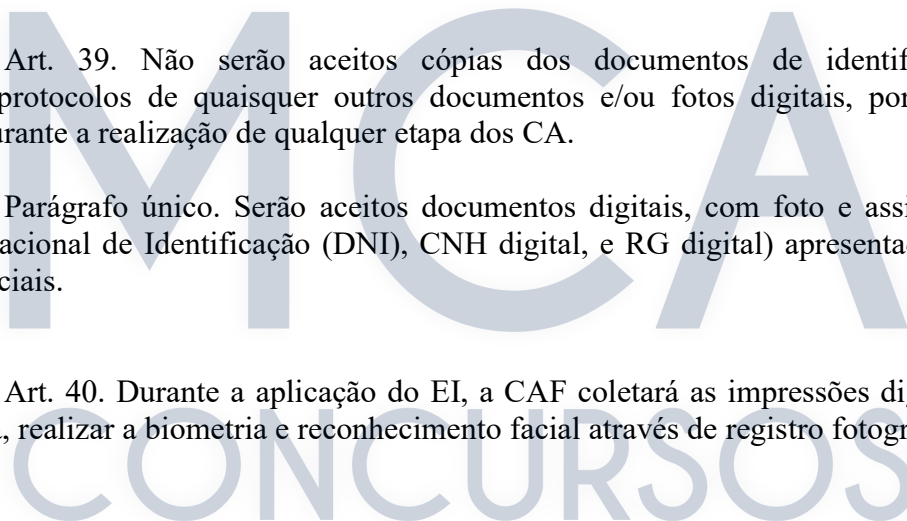 MCA
Art. 39. Não serão aceitos cópias dos documentos de identif
protocolos de quaisquer outros documentos e/ou fotos digitais, por
urante a realização de qualquer etapa dos CA.
Parágrafo único. Serão aceitos documentos digitais, com foto e assi
acional de Identificação (DNI), CNH digital, e RG digital) apresenta
ciais.
Art. 40. Durante a aplicação do EI, a CAF coletará as impressões di
, realizar a biometria e reconhecimento facial através de registro fotogr
CONCURSOS